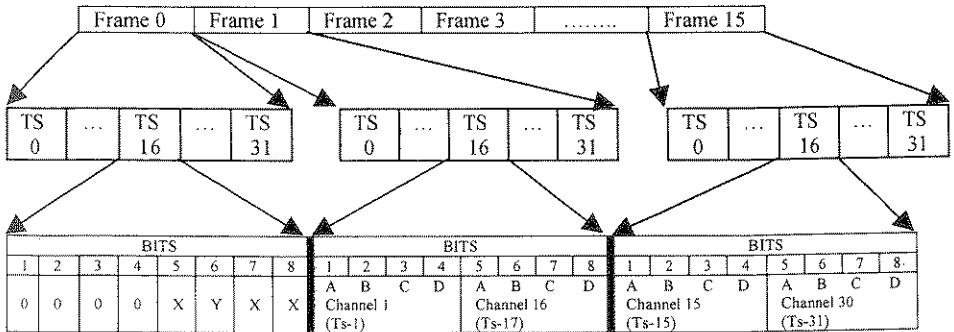 Frame 0 Frame 1 Frame 2 Frame 3 ........ Frame 15
TS ... TS ... TS TS ... TS ... TS TS ... TS ... TS
0 16 31 0 16 31 0 16 31
BITS BITS BITS
1 2 3 4 5 6 7 8 1 2 3 4 5 6 7 8 1 2 3 4 5 6 7 8
0 0 0 0 X Y X X A B C D A B C D A B C D A B C D
Channel 1 Channel 16 Channel 15 Channel 30
(Ts-1) (Ts-17) (Ts-15) (Ts-31)